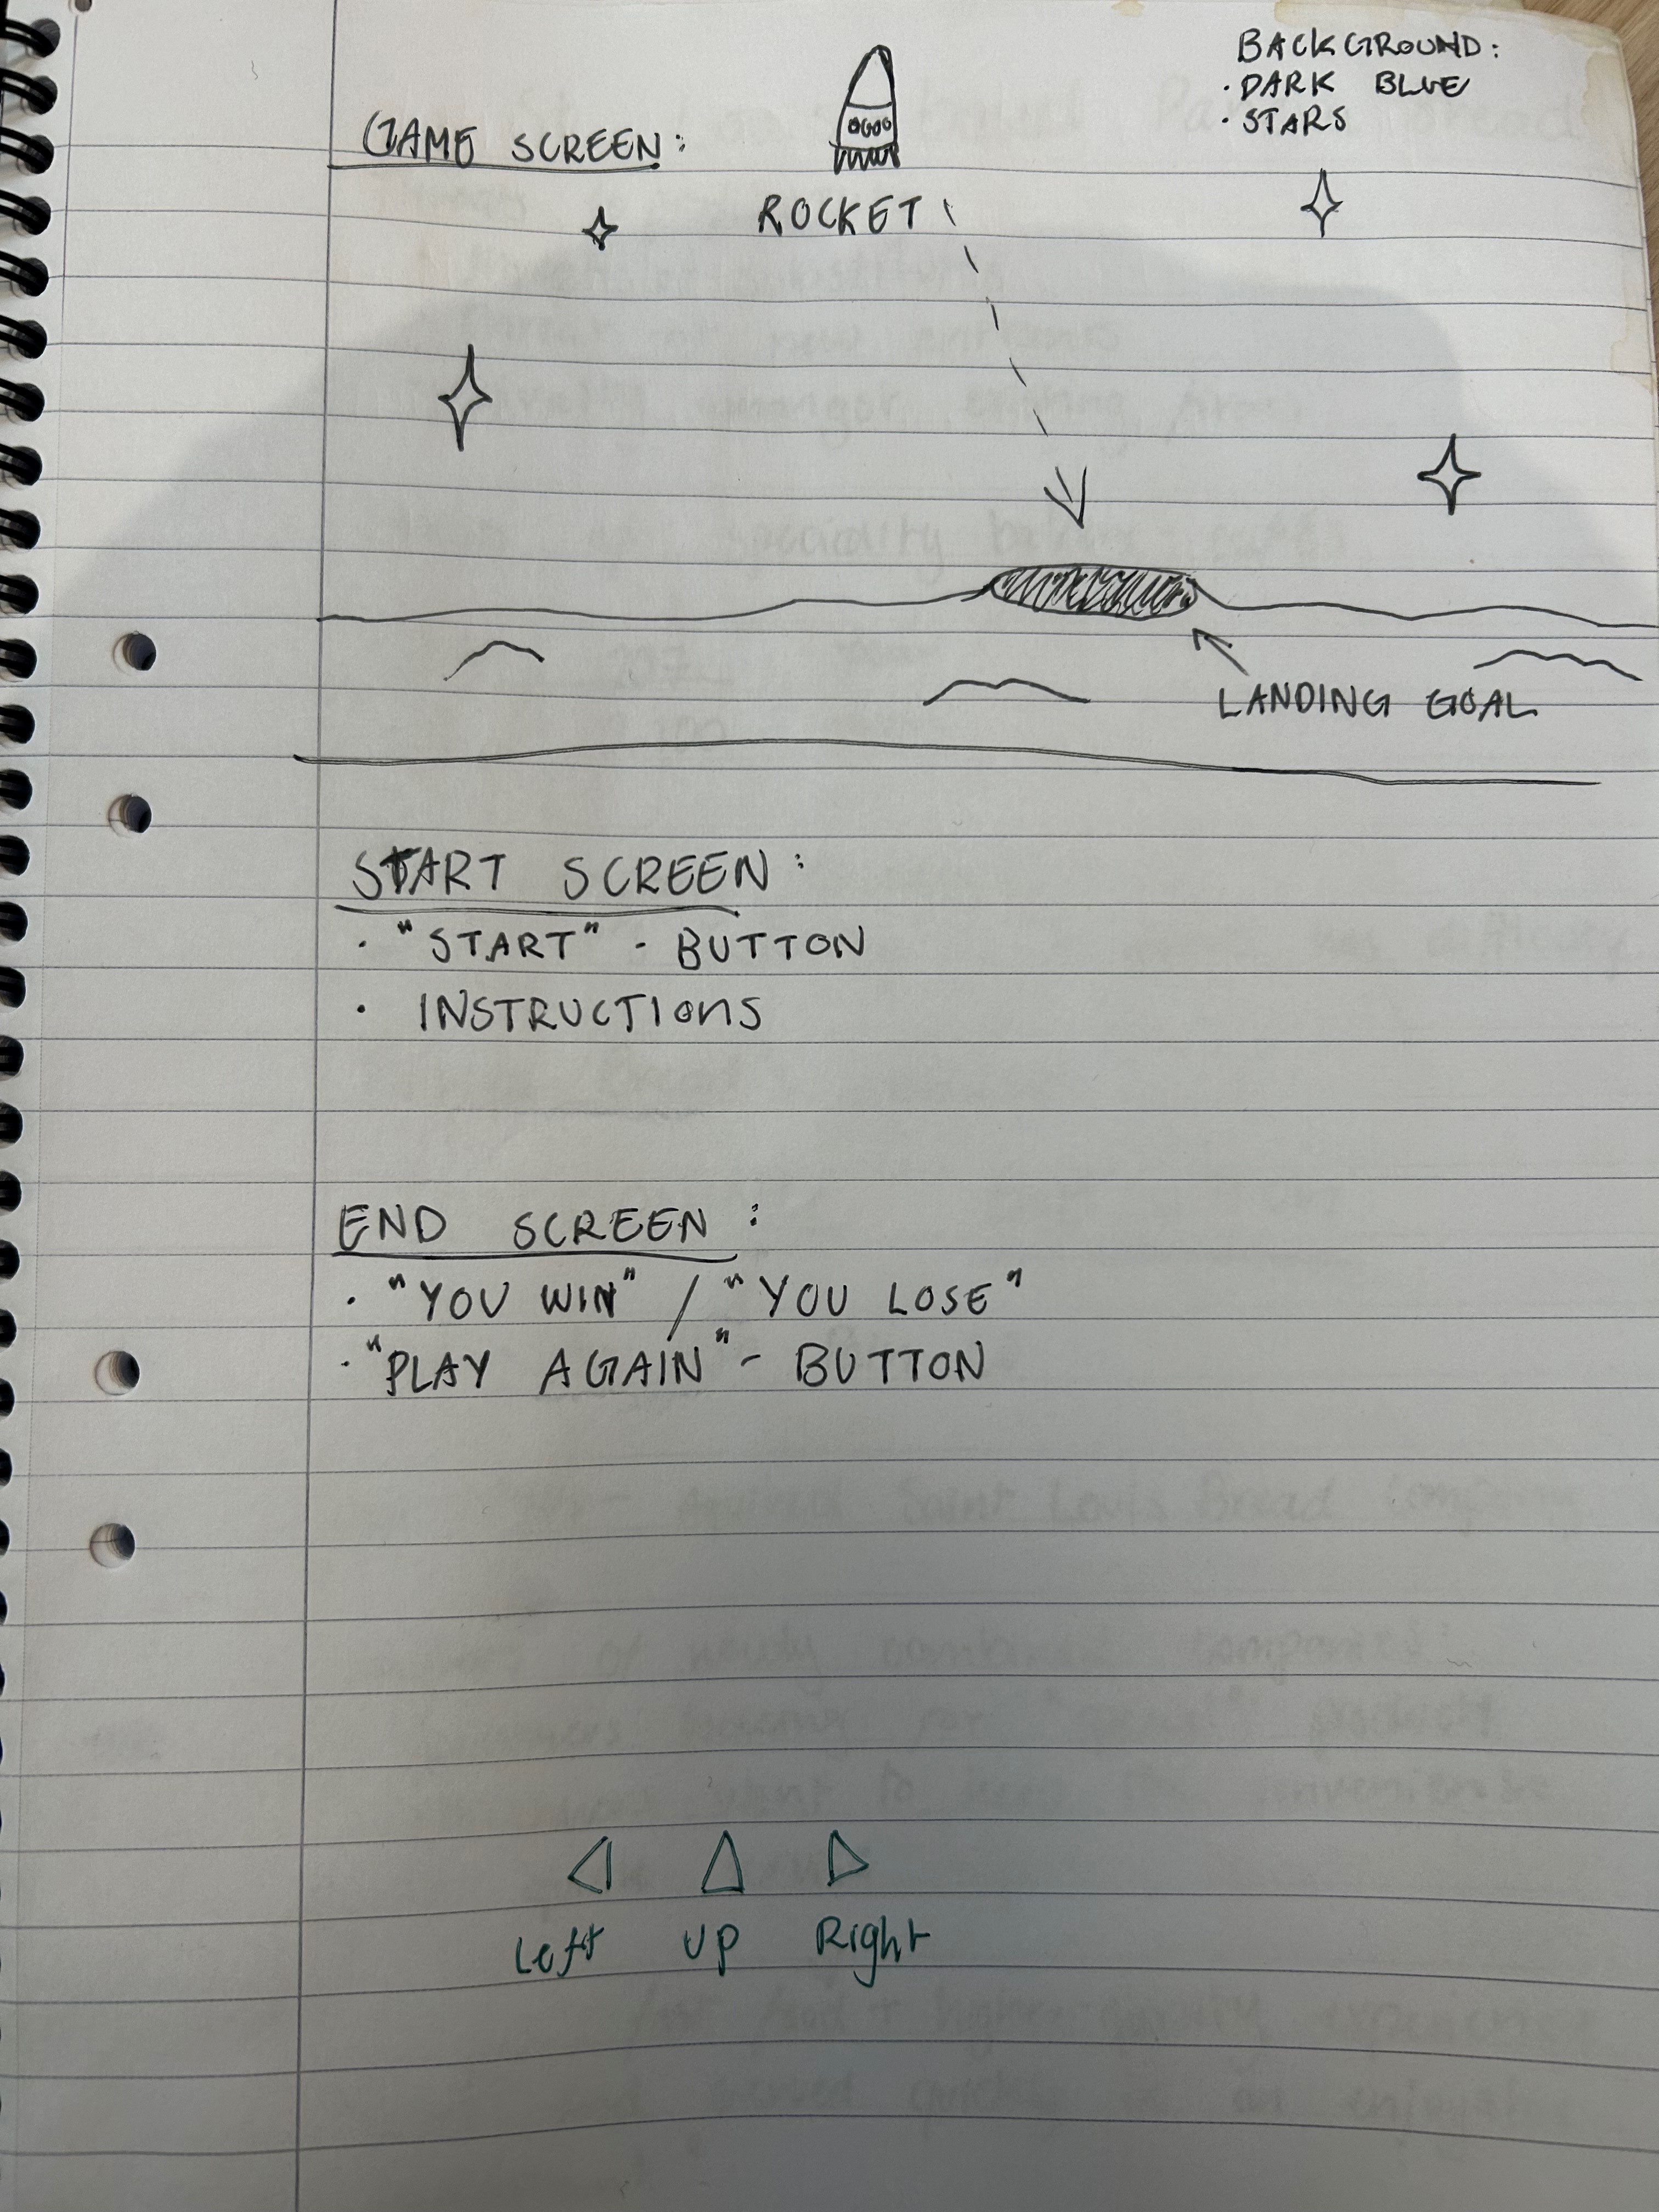 BACKGROUND:
· DARK BLUE
· STARS
GAME SCREEN:
ROCKET
LANDING GOAL
START SCREEN:
· "START" - BUTTON
· INSTRUCTIONS
END SCREEN:
· "YOU WIN" / "YOU LOSE"
· "PLAY AGAIN" - BUTTON
Left UP Right